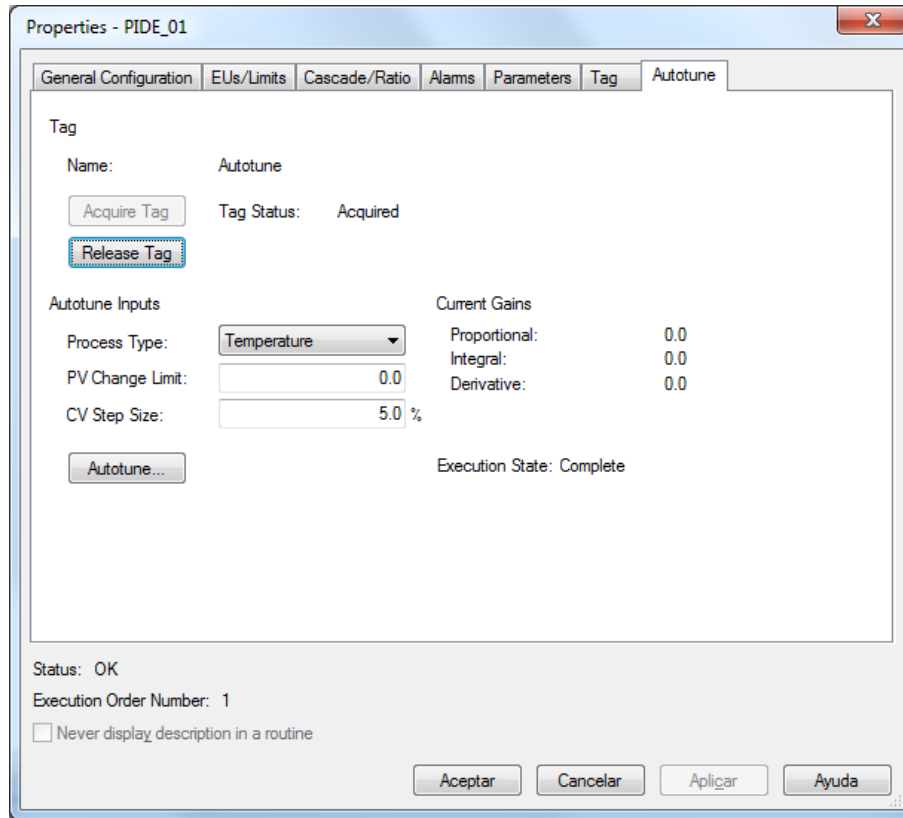 Properties - PIDE_01
General Configuration EUs/Limits Cascade/Ratio Alarms Parameters Tag Autotune
Tag
Name: Autotune
Acquire Tag Tag Status: Acquired
Release Tag
Autotune Inputs Current Gains
Process Type: Temperature Proportional: 0.0
Integral: 0.0
PV Change Limit: 0.0 Derivative: 0.0
CV Step Size: 5.0 %
Autotune... Execution State: Complete
Status: OK
Execution Order Number: 1
Never display description in a routine
Aceptar Cancelar Aplicar Ayuda